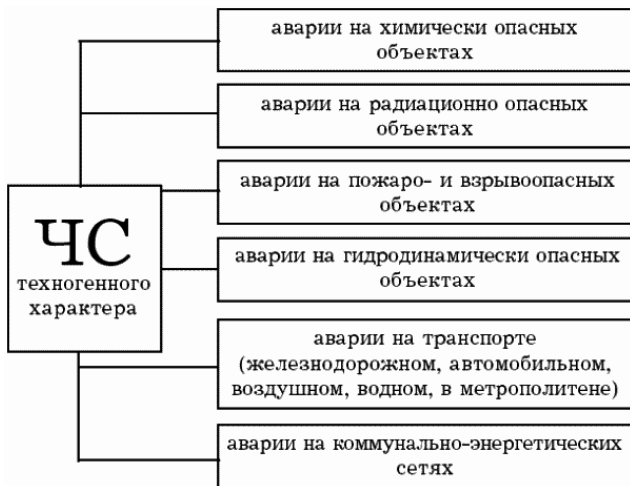 аварии на химически опасных
объектах
аварии на радиационно опасных
объектах
аварии на пожаро- и взрывоопасных
объектах
ЧС
техногенного
характера
аварии на гидродинамически опасных
объектах
аварии на транспорте
(железнодорожном, автомобильном,
воздушном, водном, в метрополитене)
аварии на коммунально-энергетических
сетях